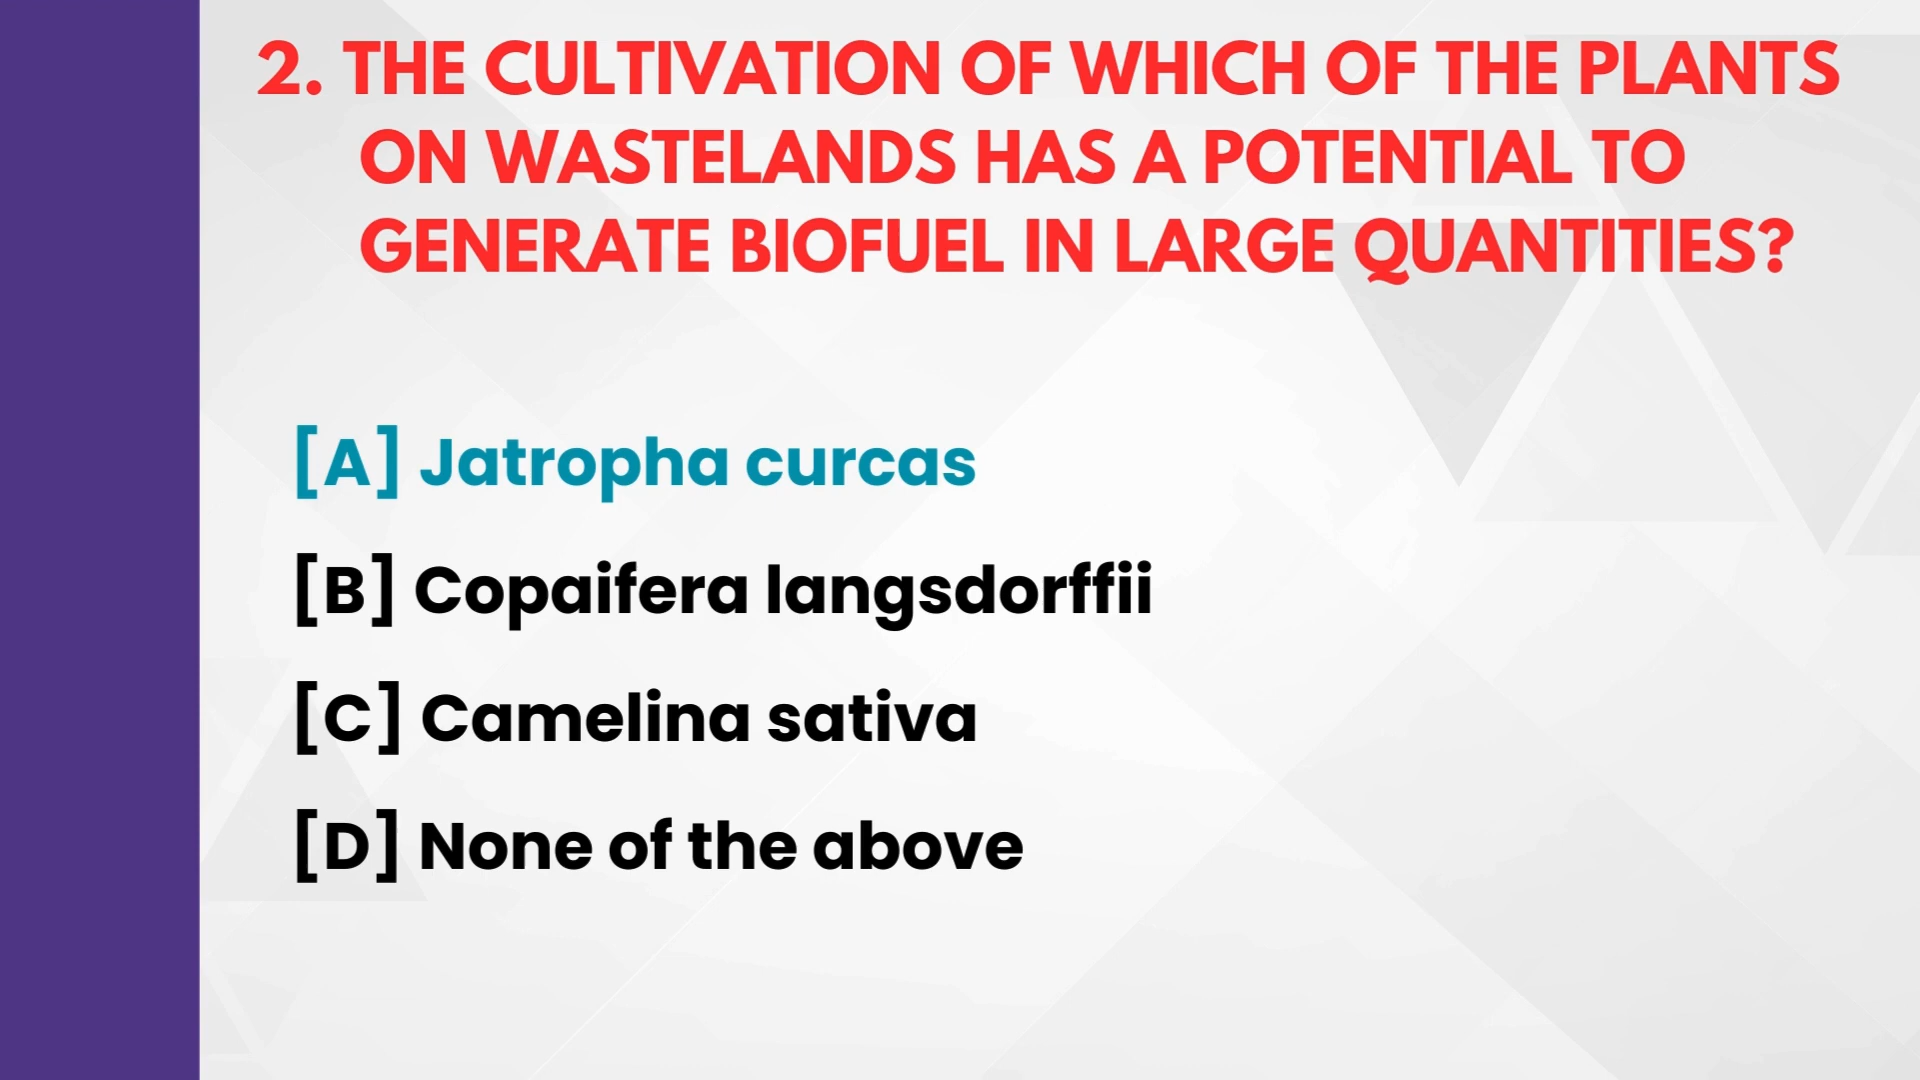 2. THE CULTIVATION OF WHICH OF THE PLANTS
ON WASTELANDS HAS A POTENTIAL TO
GENERATE BIOFUEL IN LARGE QUANTITIES?
[A] Jatropha curcas
[B] Copaifera langsdorffii
[C] Camelina sativa
[D] None of the above